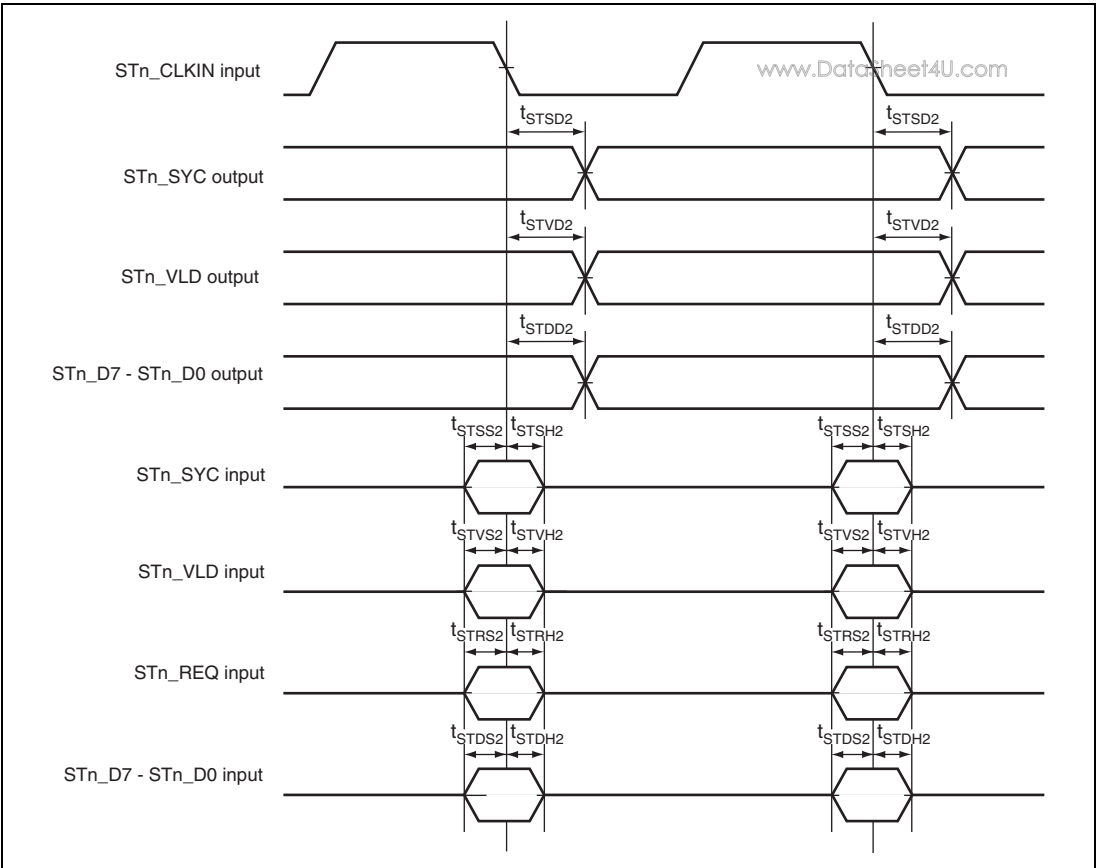 STn_CLKIN input
www.DataSheet4U.com
tSTSD2 tSTSD2
STn_SYC output
tSTVD2 tSTVD2
STn_VLD output
tSTDD2 tSTDD2
STn_D7 - STn_D0 output
tSTSS2 tSTSH2 tSTSS2 tSTSH2
STn_SYC input
tSTVS2 tSTVH2 tSTVS2 tSTVH2
STn_VLD input
tSTRS2 tSTRH2 tSTRS2 tSTRH2
STn_REQ input
tSTDS2 tSTDH2 tSTDS2 tSTDH2
STn_D7 - STn_D0 input